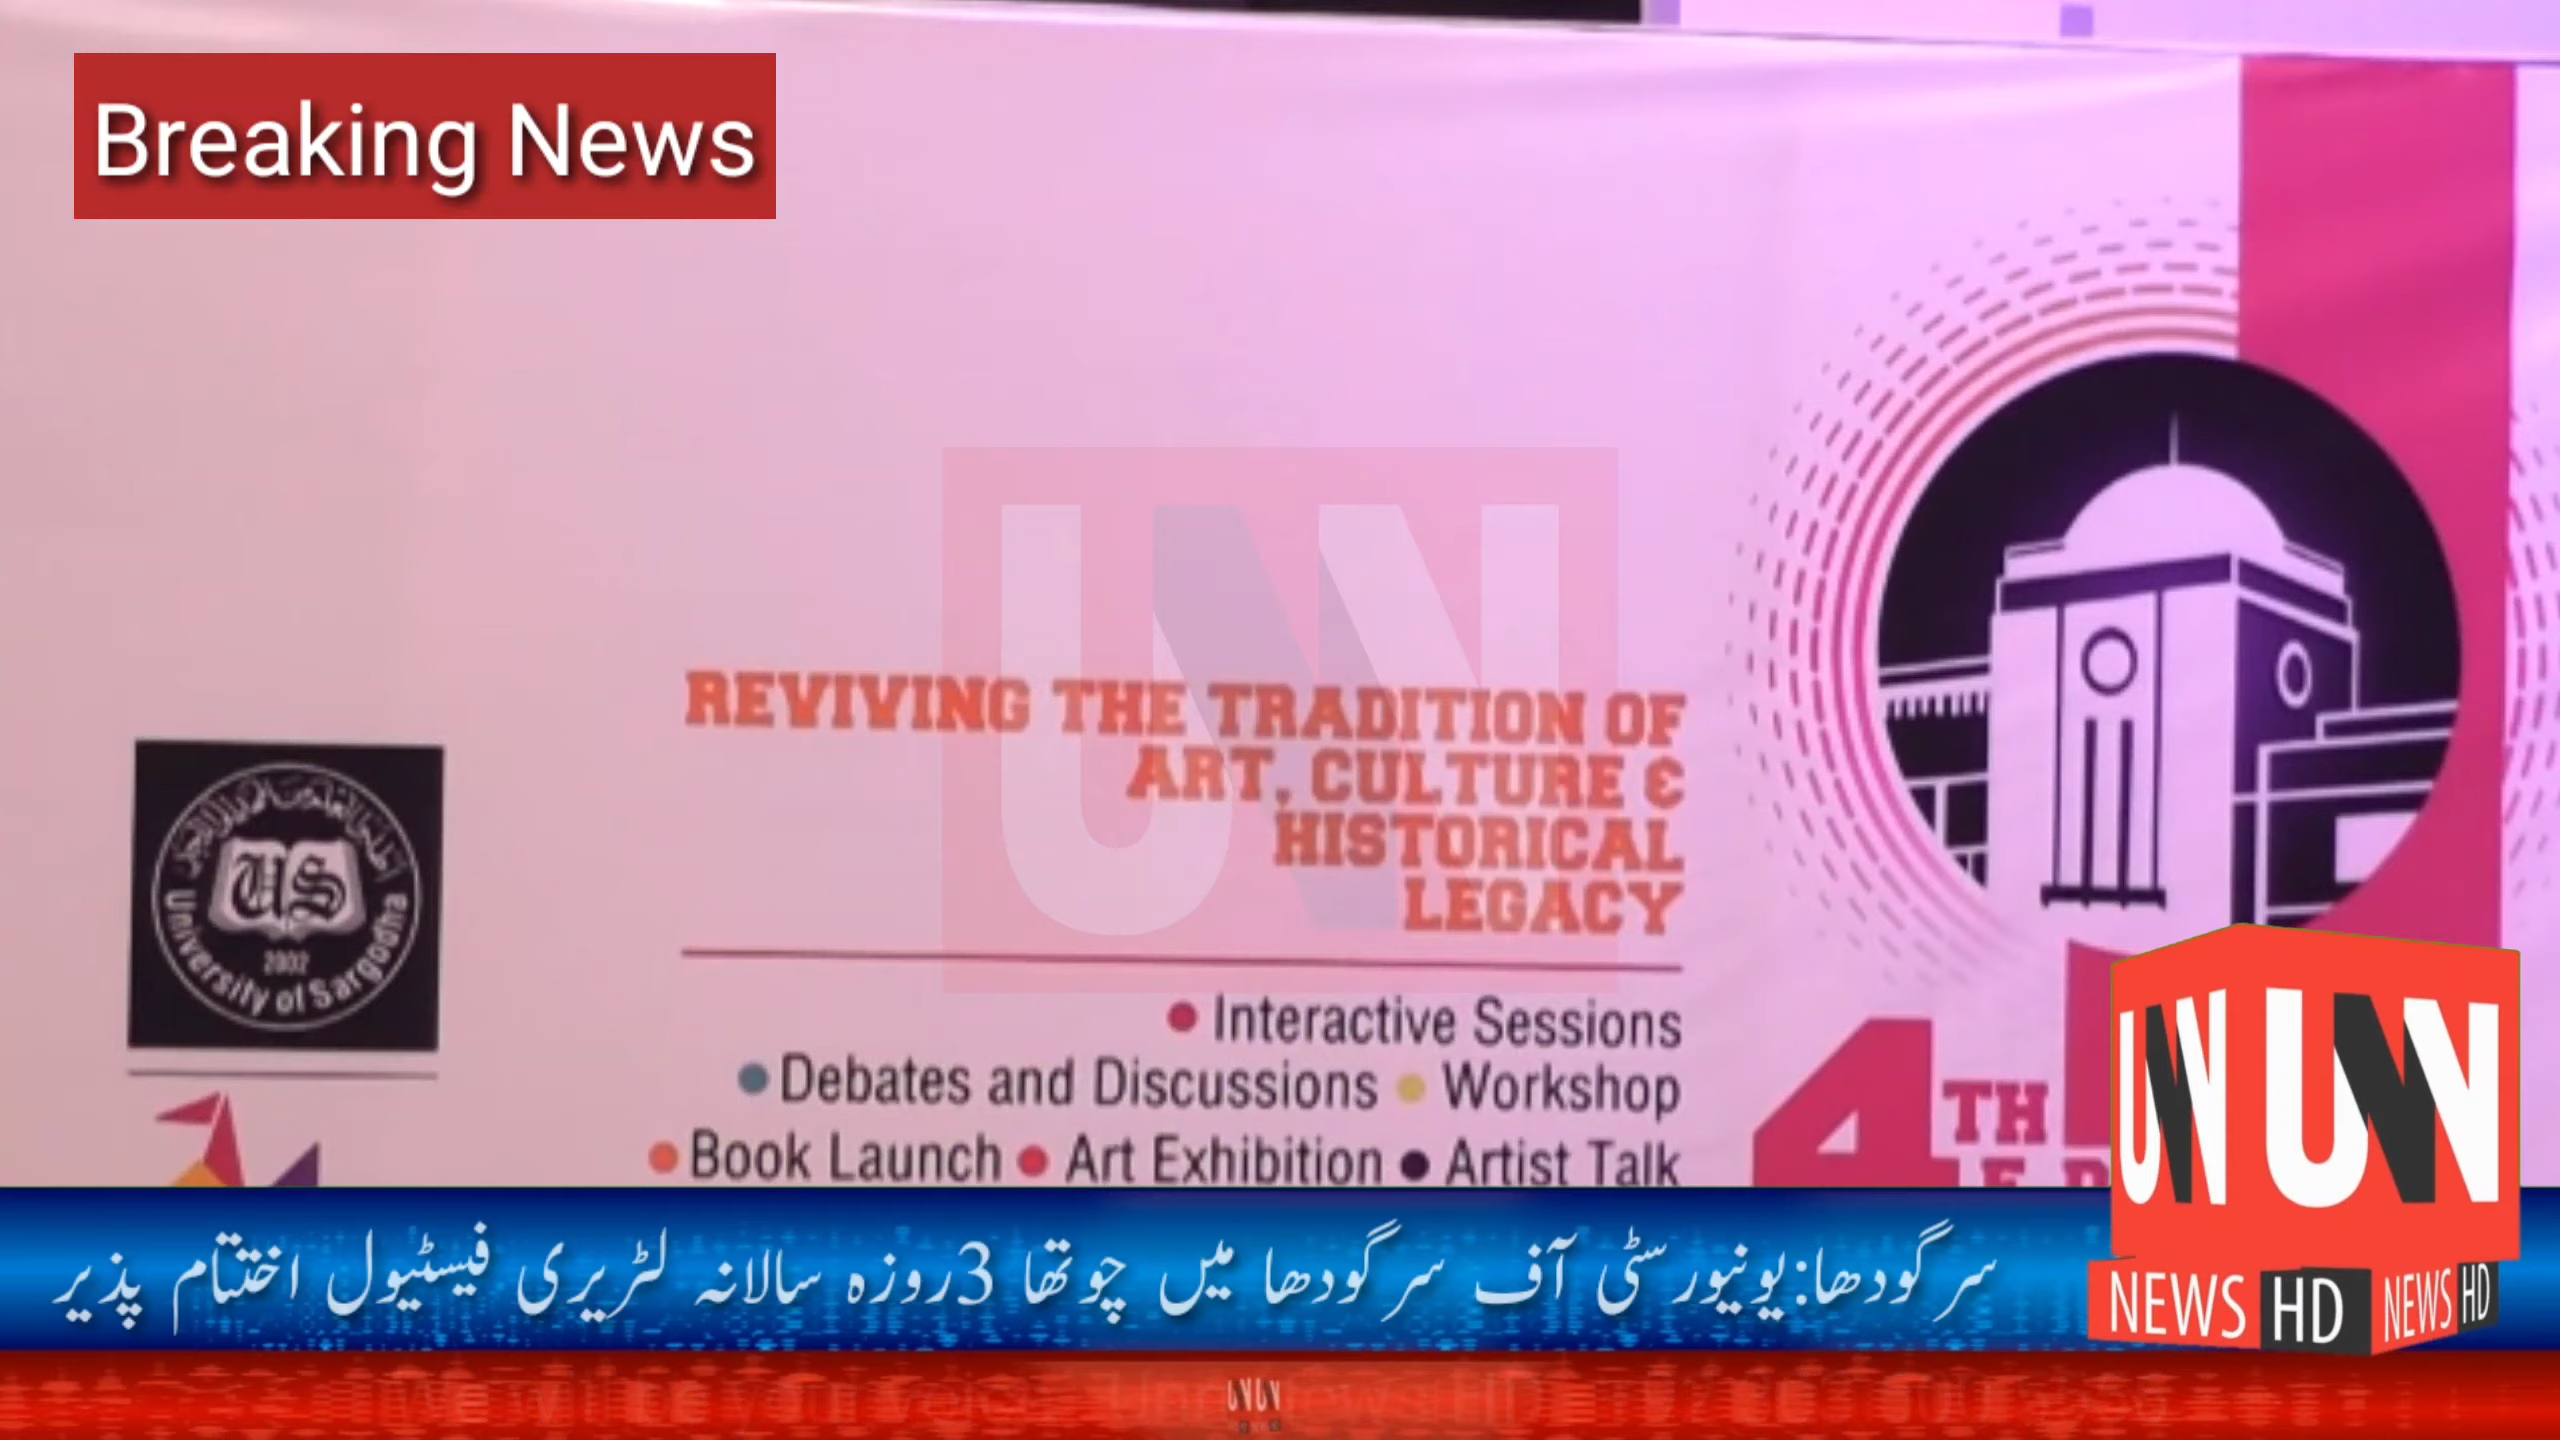 Breaking News
REVIVING THE TRADITION OF
ART, CULTURE &
HISTORICAL
LEGACY
US
2002
University of Sargodha
• Interactive Sessions
• Debates and Discussions • Workshop
• Book Launch • Art Exhibition • Artist Talk
4TH
UNN UNN
NEWS HD NEWS HD
سرگودھا:یونیورسٹی آف سرگودھا میں چوتھا 3روزہ سالانہ لٹریری فیسٹیول اختتام پذیر